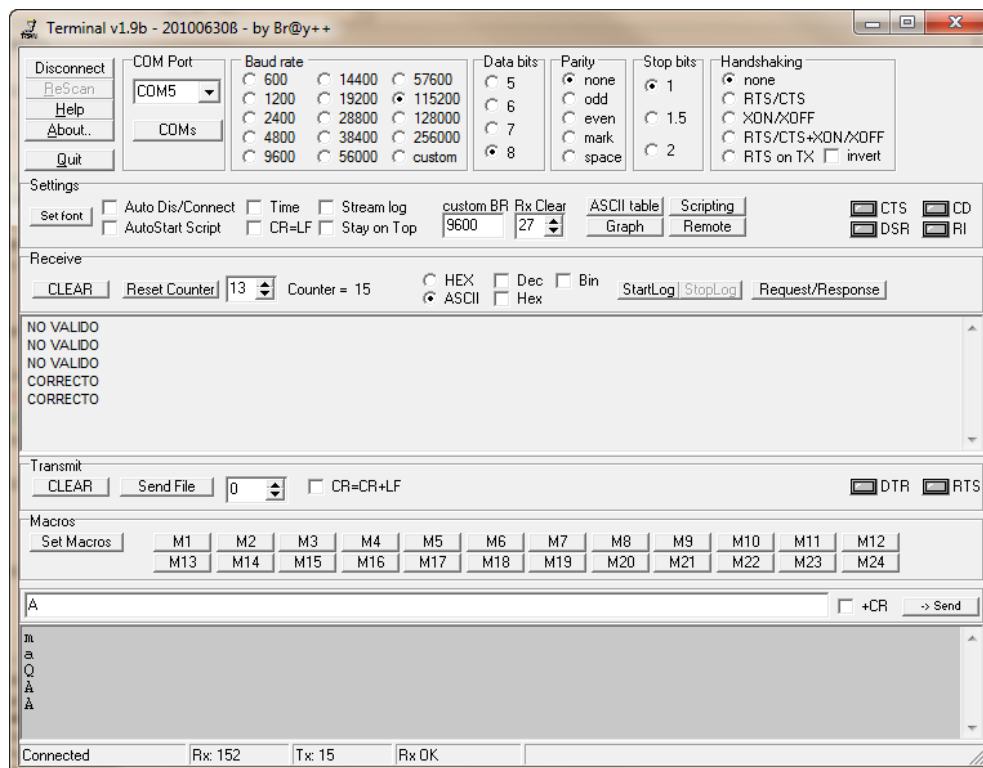 Terminal v1.9b - 20100630ß - by Br@y++
Disconnect
ReScan
Help
About..
Quit
COM Port
COM5
COMs
Baud rate
600 14400 57600
1200 19200 115200
2400 28800 128000
4800 38400 256000
9600 56000 custom
Data bits
5
6
7
8
Parity
none
odd
even
mark
space
Stop bits
1
1.5
2
Handshaking
none
RTS/CTS
XON/XOFF
RTS/CTS+XON/XOFF
RTS on TX invert
Settings
Set font
Auto Dis/Connect Time Stream log
AutoStart Script CR=LF Stay on Top
custom BR Rx Clear
9600 27
ASCII table Scripting
Graph Remote
CTS CD
DSR RI
Receive
CLEAR Reset Counter 13 Counter = 15
HEX Dec Bin
ASCII Hex
StartLog StopLog Request/Response
NO VALIDO
NO VALIDO
NO VALIDO
CORRECTO
CORRECTO
Transmit
CLEAR Send File 0 CR=CR+LF DTR RTS
Macros
Set Macros M1 M2 M3 M4 M5 M6 M7 M8 M9 M10 M11 M12
M13 M14 M15 M16 M17 M18 M19 M20 M21 M22 M23 M24
A +CR -> Send
m
a
Q
A
A
Connected Rx: 152 Tx: 15 Rx OK